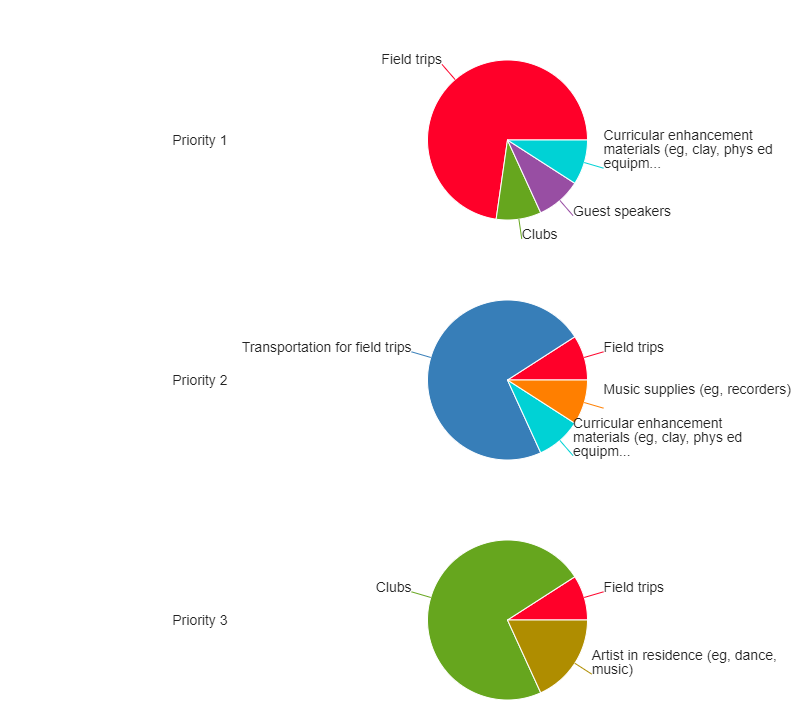 Field trips
Priority 1
Curricular enhancement
materials (eg, clay, phys ed
equipm...
Guest speakers
Clubs
Transportation for field trips
Field trips
Priority 2
Music supplies (eg, recorders)
Curricular enhancement
materials (eg, clay, phys ed
equipm...
Clubs
Field trips
Priority 3
Artist in residence (eg, dance,
music)